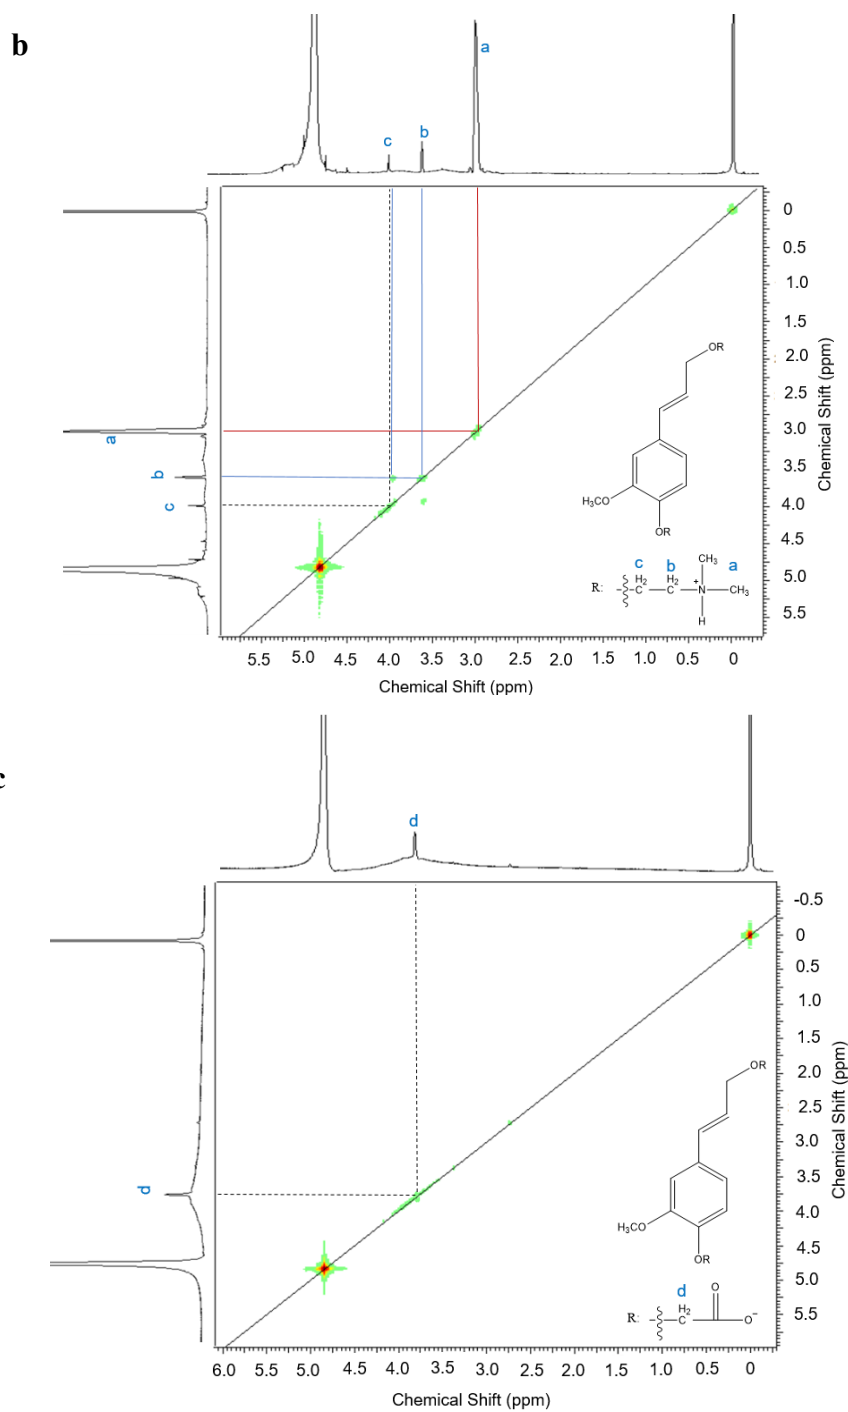 b
a
b
c
0
0.5
1.0
1.5
2.0
2.5
3.0
3.5
4.0
4.5
5.0
5.5
Chemical Shift (ppm)
a
b
c
OR
H₃CO
OR
R:
c
b
a
H₂
C
H₂
C
CH₃
+
N
CH₃
H
5.5
5.0
4.5
4.0
3.5
3.0
2.5
2.0
1.5
1.0
0.5
0
Chemical Shift (ppm)
c
d
-0.5
0
0.5
1.0
1.5
2.0
2.5
3.0
3.5
4.0
4.5
5.0
5.5
Chemical Shift (ppm)
d
OR
H₃CO
OR
R:
d
H₂
C
O
O⁻
6.0
5.5
5.0
4.5
4.0
3.5
3.0
2.5
2.0
1.5
1.0
0.5
0
Chemical Shift (ppm)